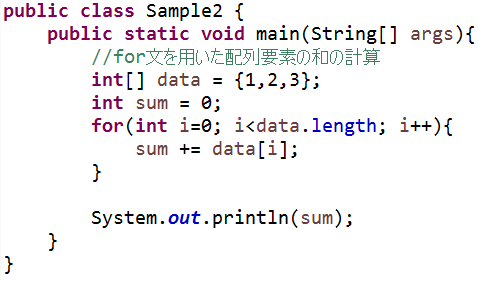 public class Sample2 {
    public static void main(String[] args){
        //for文を用いた配列要素の和の計算
        int[] data = {1,2,3};
        int sum = 0;
        for(int i=0; i<data.length; i++){
            sum += data[i];
        }

        System.out.println(sum);
    }
}